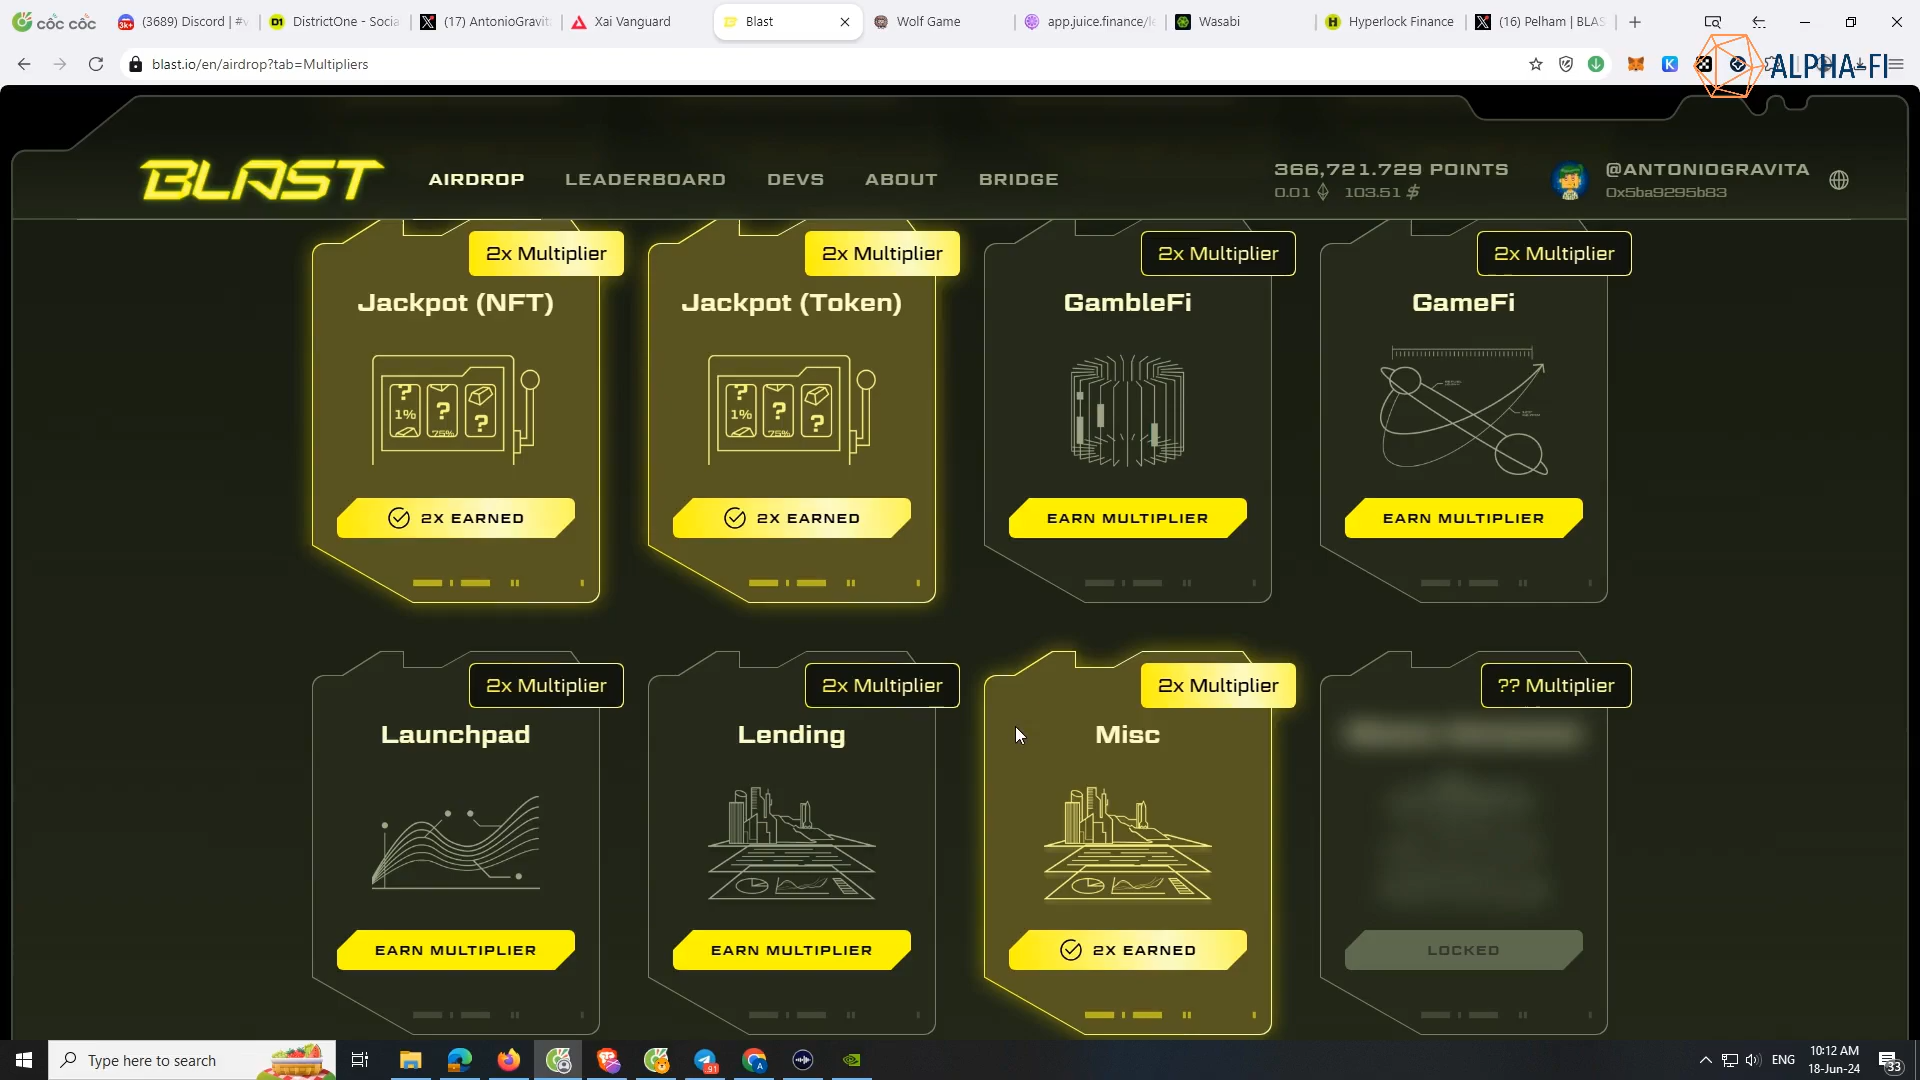 cốc cốc
(3689) Discord | #v
DistrictOne - Socia
(17) AntonioGravit
Xai Vanguard
Blast
Wolf Game
app.juice.finance/le
Wasabi
Hyperlock Finance
(16) Pelham | BLAS
blast.io/en/airdrop?tab=Multipliers
ALPHA-FI
BLAST
AIRDROP
LEADERBOARD
DEVS
ABOUT
BRIDGE
366,721.729 POINTS
0.01 103.51
@ANTONIOGRAVITA
0x5ba9295b83
2x Multiplier
2x Multiplier
2x Multiplier
2x Multiplier
Jackpot (NFT)
Jackpot (Token)
GambleFi
GameFi
? 1% ? 75% ?
? 1% ? 75% ?
2X EARNED
2X EARNED
EARN MULTIPLIER
EARN MULTIPLIER
2x Multiplier
2x Multiplier
2x Multiplier
?? Multiplier
Launchpad
Lending
Misc
EARN MULTIPLIER
EARN MULTIPLIER
2X EARNED
LOCKED
Type here to search
91
ENG
10:12 AM
18-Jun-24
33